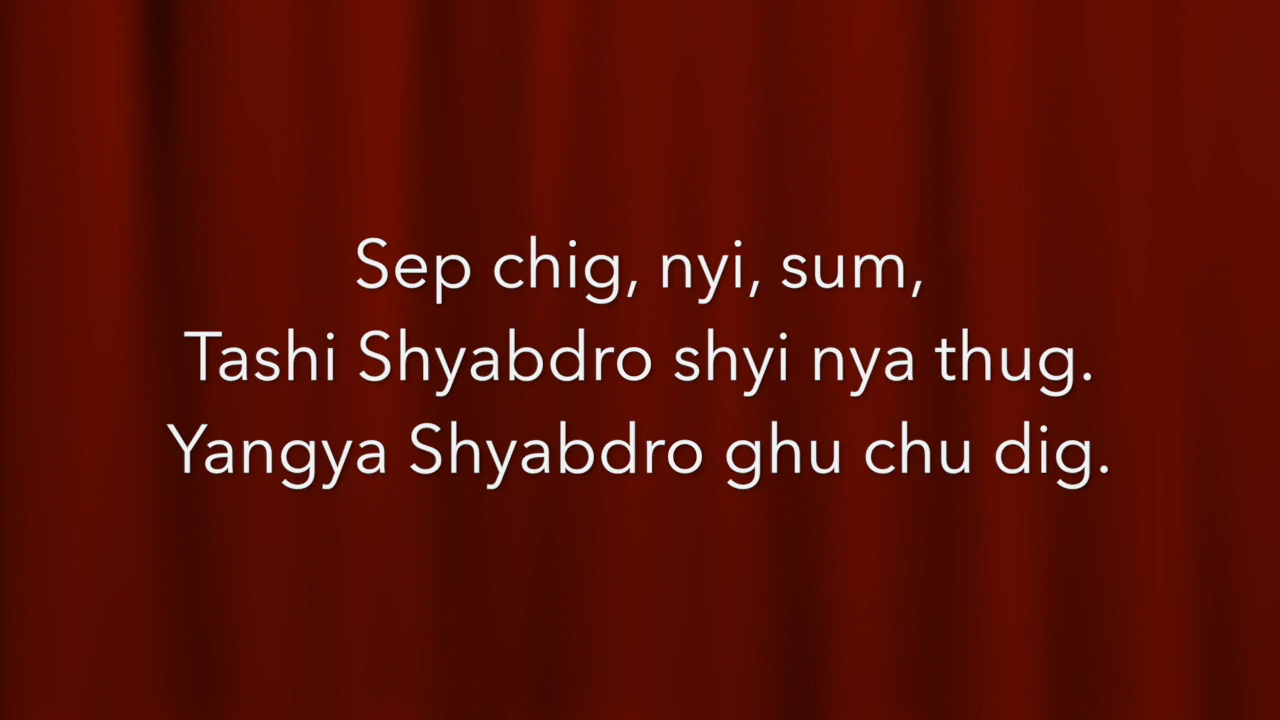 Sep chig, nyi, sum,
Tashi Shyabdro shyi nya thug.
Yangya Shyabdro ghu chu dig.